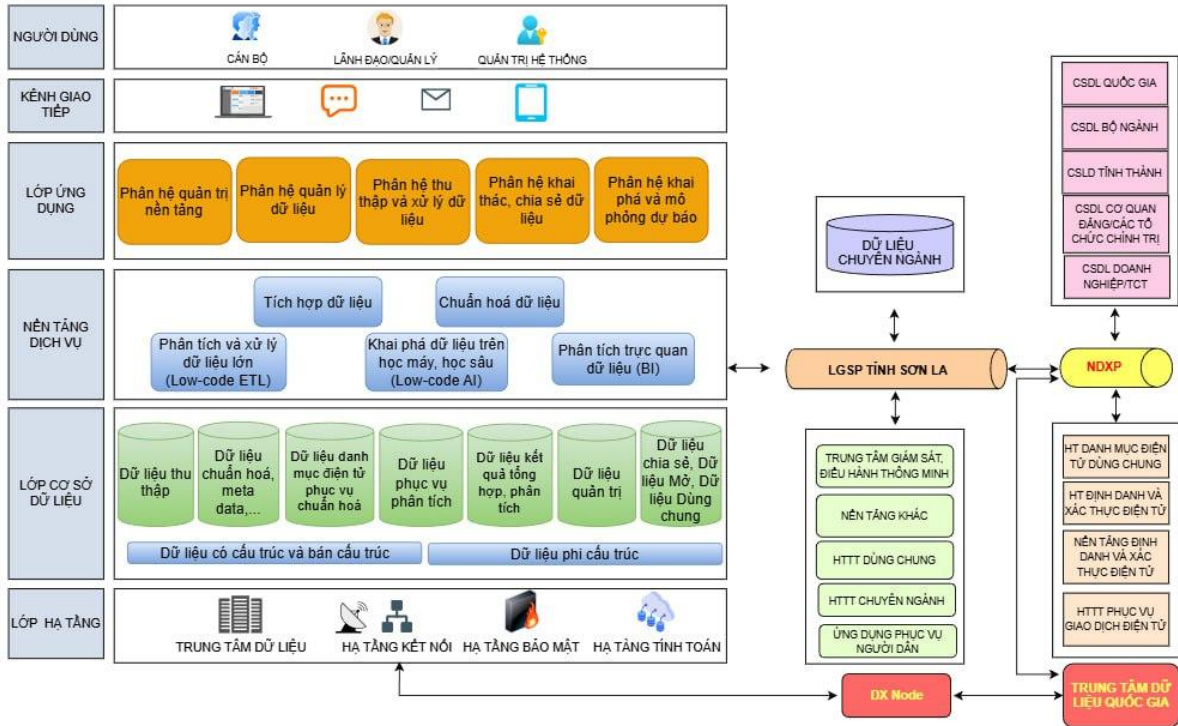 NGƯỜI DÙNG
CÁN BỘ
LÃNH ĐẠO/QUẢN LÝ
QUẢN TRỊ HỆ THỐNG
KÊNH GIAO
TIẾP
LỚP ỨNG
DỤNG
Phân hệ quản trị
nền tảng
Phân hệ quản lý
dữ liệu
Phân hệ thu
thập và xử lý dữ
liệu
Phân hệ khai
thác, chia sẻ dữ
liệu
Phân hệ khai
phá và mô
phỏng dự báo
NỀN TẢNG
DỊCH VỤ
Tích hợp dữ liệu
Chuẩn hoá dữ liệu
Phân tích và xử lý
dữ liệu lớn
(Low-code ETL)
Khai phá dữ liệu trên
học máy, học sâu
(Low-code AI)
Phân tích trực quan
dữ liệu (BI)
LỚP CƠ SỞ
DỮ LIỆU
Dữ liệu thu
thập
Dữ liệu
chuẩn hoá,
meta
data,...
Dữ liệu danh
mục điện tử
phục vụ
chuẩn hoá
Dữ liệu
phục vụ
phân tích
Dữ liệu kết
quả tổng
hợp, phân
tích
Dữ liệu
quản trị
Dữ liệu
chia sẻ, Dữ
liệu Mở, Dữ
liệu Dùng
chung
Dữ liệu có cấu trúc và bán cấu trúc
Dữ liệu phi cấu trúc
LỚP HẠ TẦNG
TRUNG TÂM DỮ LIỆU
HẠ TẦNG KẾT NỐI
HẠ TẦNG BẢO MẬT
HẠ TẦNG TÍNH TOÁN
DỮ LIỆU
CHUYÊN NGÀNH
LGSP TỈNH SƠN LA
TRUNG TÂM GIÁM SÁT,
ĐIỀU HÀNH THÔNG MINH
NỀN TẢNG KHÁC
HTTT DÙNG CHUNG
HTTT CHUYÊN NGÀNH
ỨNG DỤNG PHỤC VỤ
NGƯỜI DÂN
DX Node
CSDL QUỐC GIA
CSDL BỘ NGÀNH
CSLD TỈNH THÀNH
CSDL CƠ QUAN
ĐẢNG/CÁC TỔ
CHỨC CHÍNH TRỊ
CSDL DOANH
NGHIỆP/TCT
NDXP
HT DANH MỤC ĐIỆN
TỬ DÙNG CHUNG
HT ĐỊNH DANH VÀ
XÁC THỰC ĐIỆN TỬ
NỀN TẢNG ĐỊNH
DANH VÀ XÁC
THỰC ĐIỆN TỬ
HTTT PHỤC VỤ
GIAO DỊCH ĐIỆN TỬ
TRUNG TÂM DỮ
LIỆU QUỐC GIA